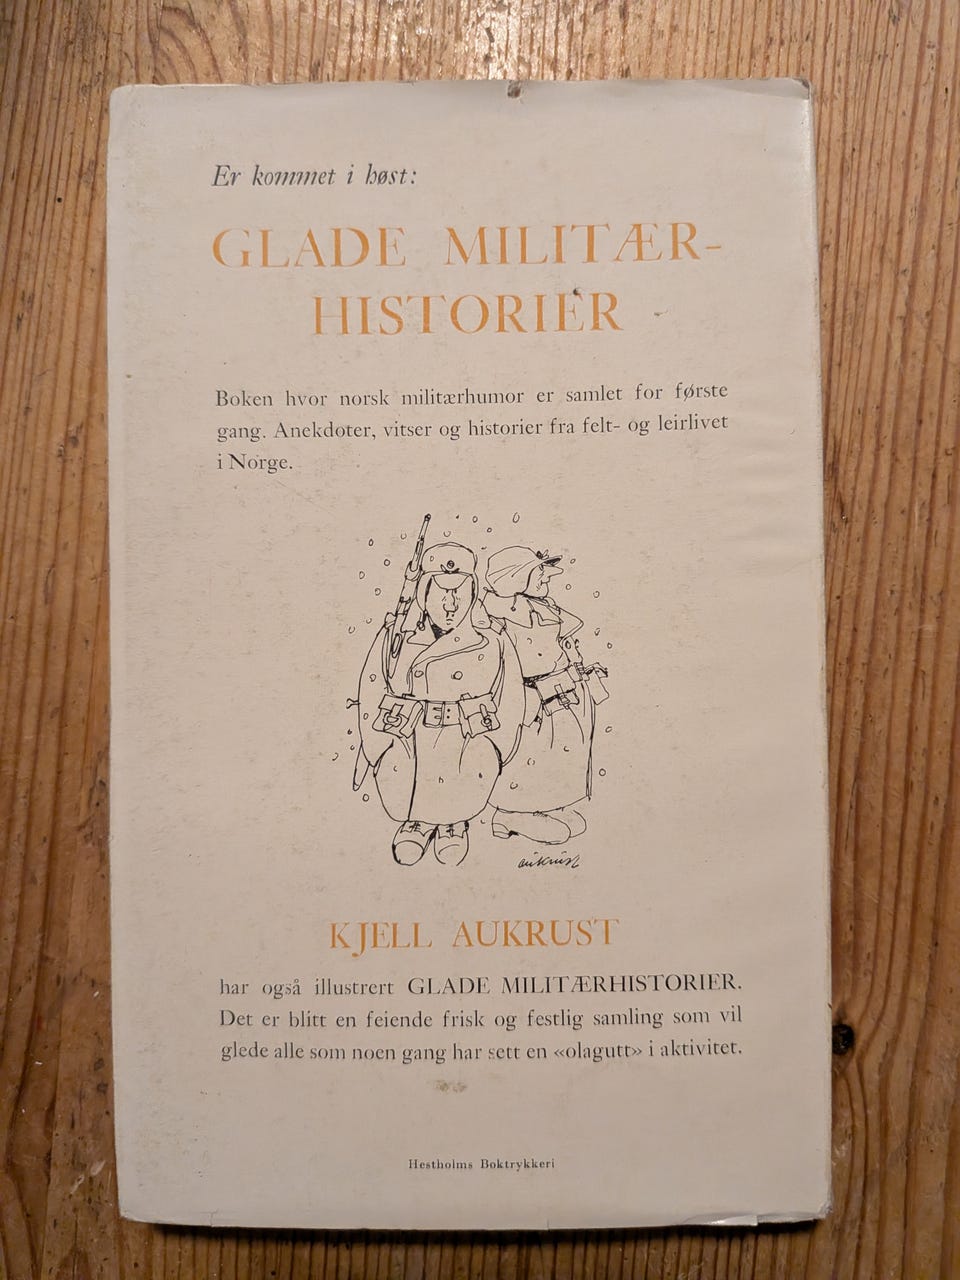 Er kommet i høst:
GLADE MILITÆR-
HISTORIER
Boken hvor norsk militærhumor er samlet for første
gang. Anekdoter, vitser og historier fra felt- og leirlivet
i Norge.
aukrust
KJELL AUKRUST
har også illustrert GLADE MILITÆRHISTORIER.
Det er blitt en feiende frisk og festlig samling som vil
glede alle som noen gang har sett en «olagutt» i aktivitet.
Hestholms Boktrykkeri